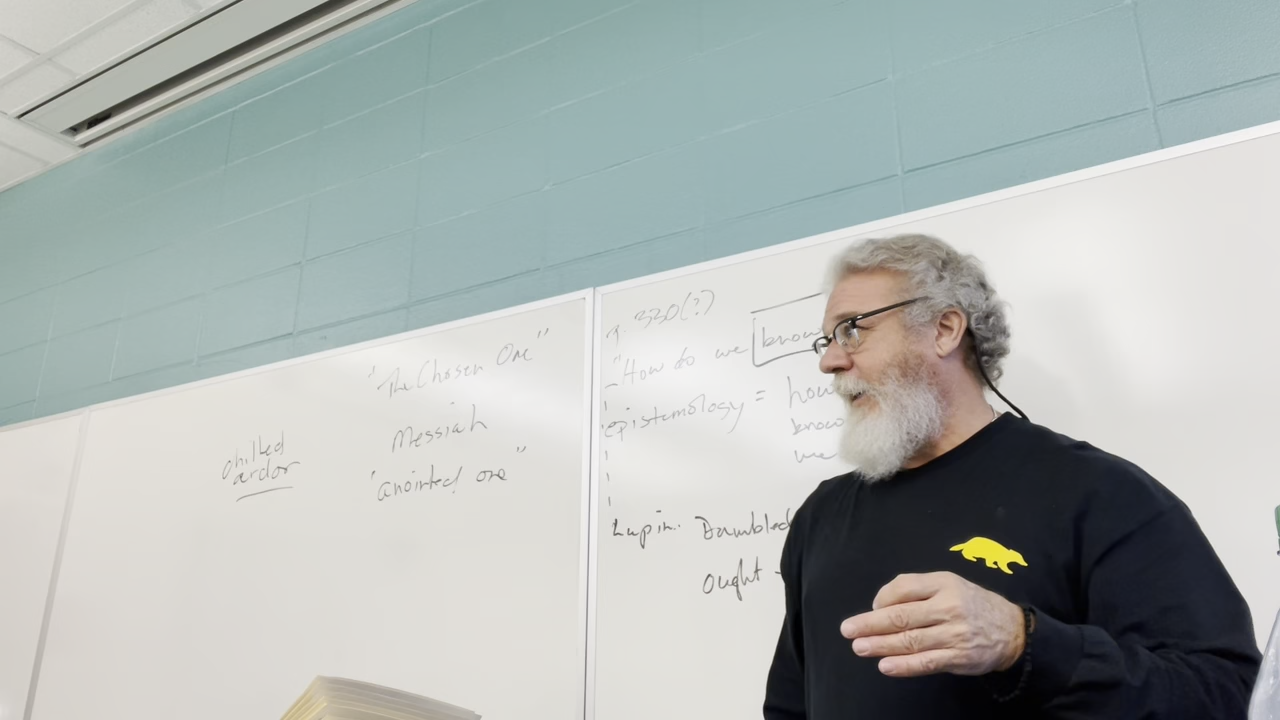 chilled
ardor
"The Chosen One"
Messiah
"anointed one"
330(?)
"How do we know
epistemology = how
know
we
Lupin. Dumbled
Ought -